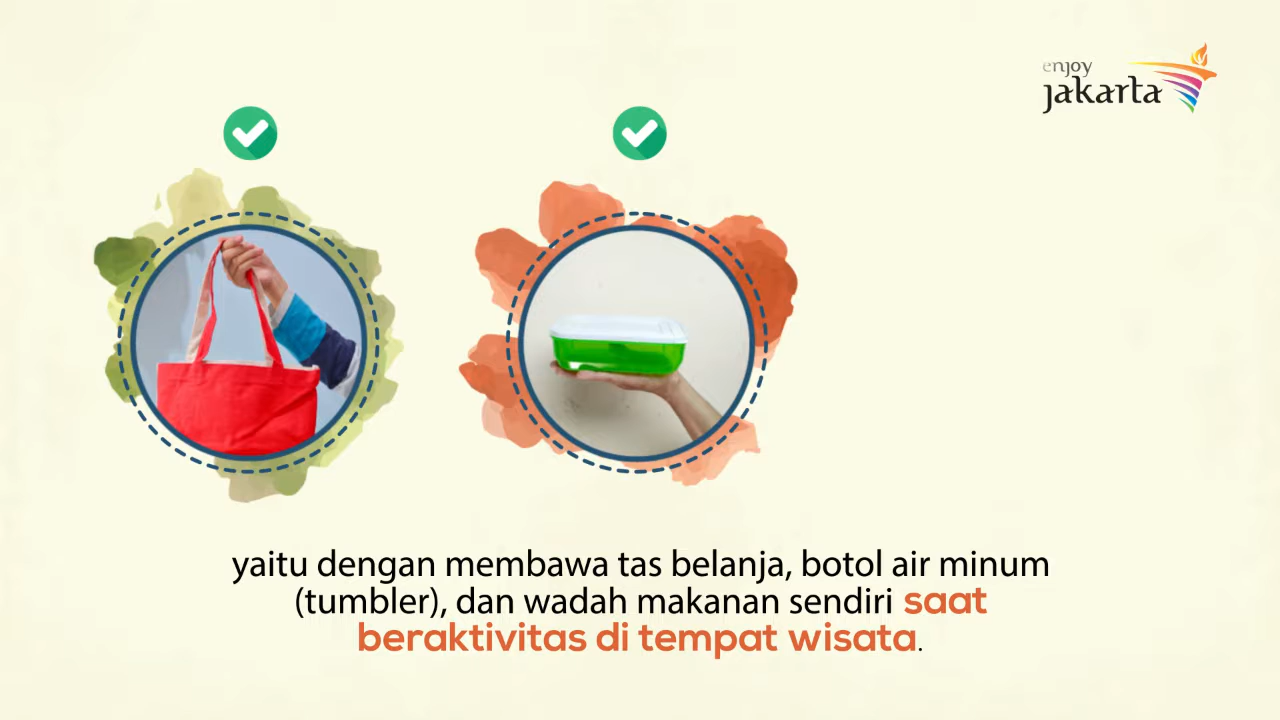 enjoy
jakarta
yaitu dengan membawa tas belanja, botol air minum
(tumbler), dan wadah makanan sendiri saat
beraktivitas di tempat wisata.